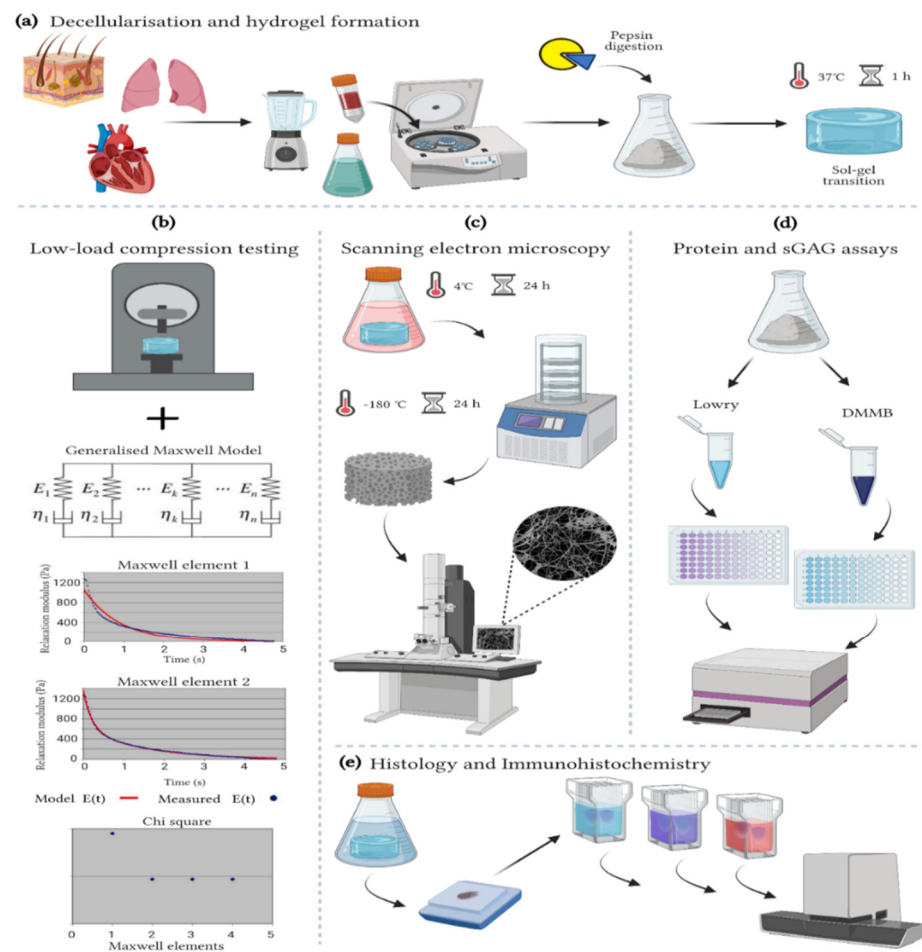 (a) Decellularisation and hydrogel formation
Pepsin
digestion
37℃
1 h
Sol-gel
transition
(b)
Low-load compression testing
Generalised Maxwell Model
E1 E2 ... Ek ... En
η1 η2 ηk ηn
Maxwell element 1
Relaxation modulus (Pa)
1200
800
400
0
0 1 2 3 4 5
Time (s)
Maxwell element 2
Relaxation modulus (Pa)
1200
800
400
0
0 1 2 3 4 5
Time (s)
Model E(t)
Measured E(t)
Chi square
0 1 2 3 4 5
Maxwell elements
(c)
Scanning electron microscopy
4℃
24 h
-180 ℃
24 h
(d)
Protein and sGAG assays
Lowry
DMMB
(e) Histology and Immunohistochemistry